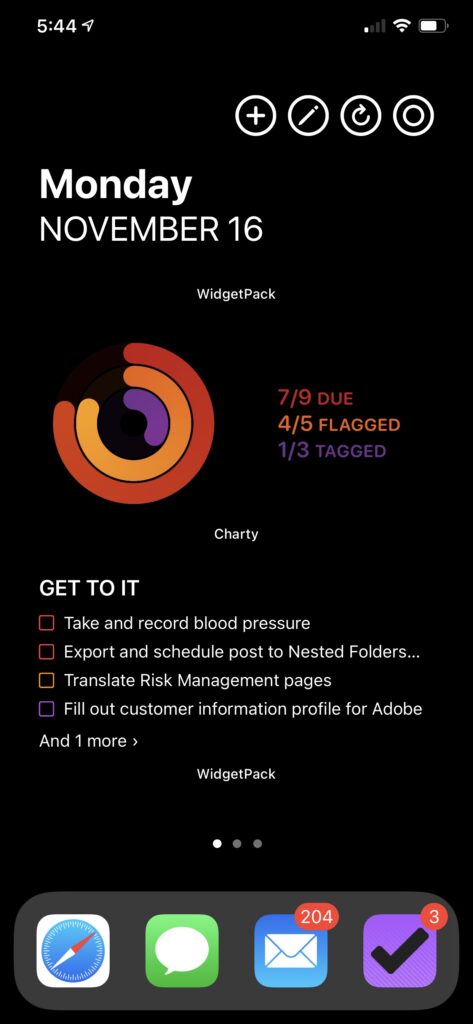 5:44
Monday
NOVEMBER 16
WidgetPack
7/9 DUE
4/5 FLAGGED
1/3 TAGGED
Charty
GET TO IT
Take and record blood pressure
Export and schedule post to Nested Folders...
Translate Risk Management pages
Fill out customer information profile for Adobe
And 1 more ›
WidgetPack
204
3